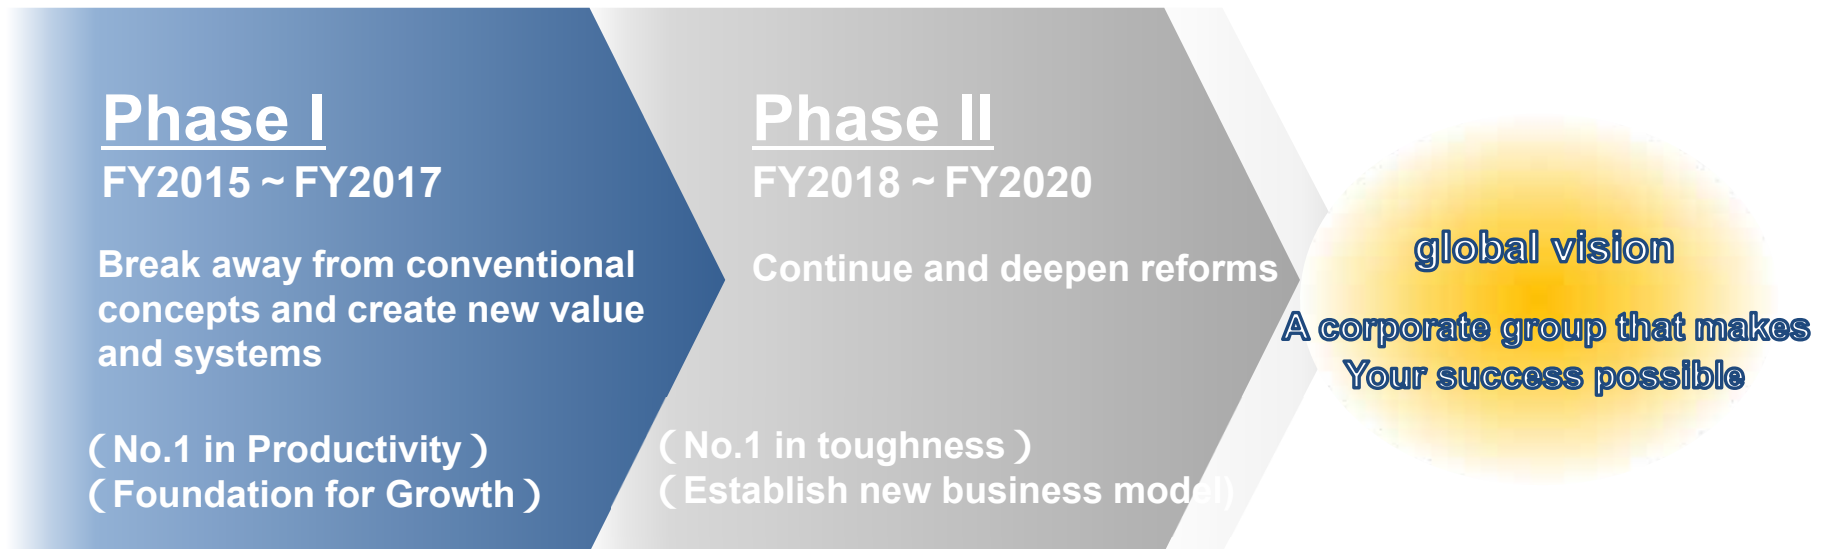 Phase I
FY2015 ~ FY2017
Break away from conventional
concepts and create new value
and systems
（No.1 in Productivity）
（Foundation for Growth）
Phase II
FY2018 ~ FY2020
Continue and deepen reforms
（No.1 in toughness）
（Establish new business model)
global vision
A corporate group that makes
Your success possible